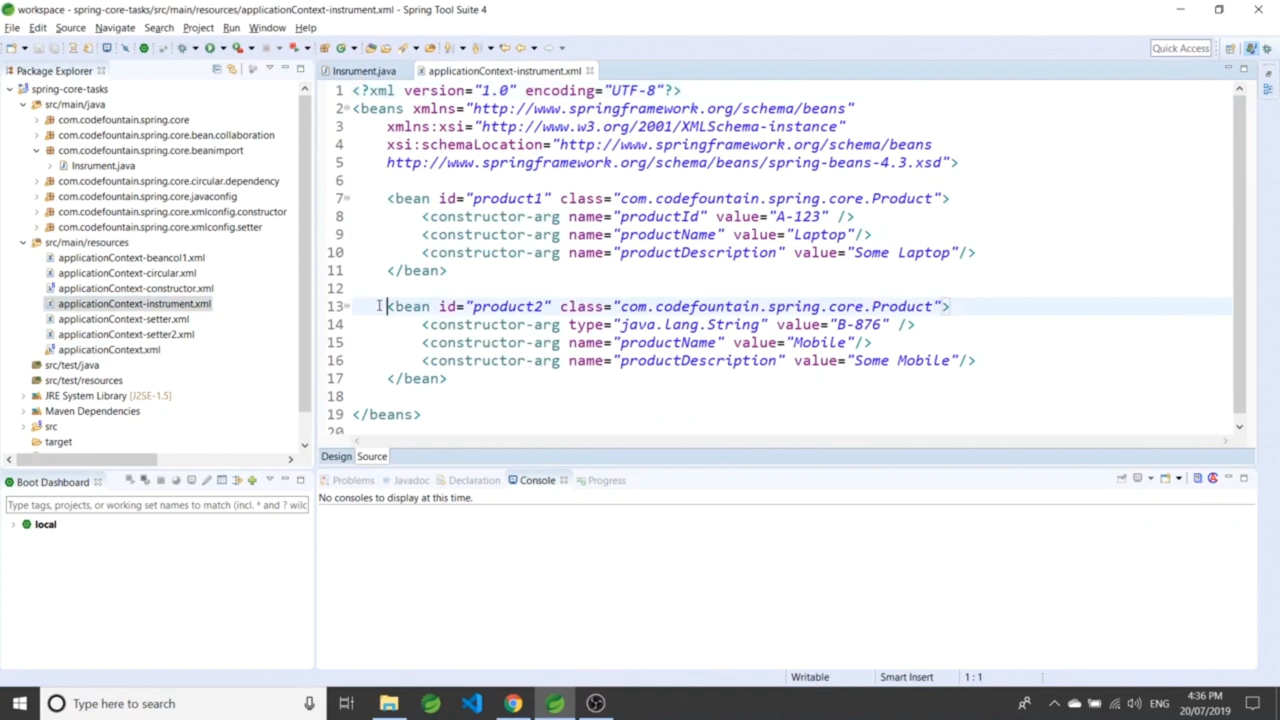 workspace - spring-core-tasks/src/main/resources/applicationContext-instrument.xml - Spring Tool Suite 4
File Edit Source Navigate Search Project Run Window Help
Quick Access
Package Explorer
spring-core-tasks
src/main/java
com.codefountain.spring.core
com.codefountain.spring.core.bean.collaboration
com.codefountain.spring.core.beanimport
Insrument.java
com.codefountain.spring.core.circular.dependency
com.codefountain.spring.core.javaconfig
com.codefountain.spring.core.xmlconfig.constructor
com.codefountain.spring.core.xmlconfig.setter
src/main/resources
applicationContext-beancol1.xml
applicationContext-circular.xml
applicationContext-constructor.xml
applicationContext-instrument.xml
applicationContext-setter.xml
applicationContext-setter2.xml
applicationContext.xml
src/test/java
src/test/resources
JRE System Library [J2SE-1.5]
Maven Dependencies
src
target
Insrument.java applicationContext-instrument.xml
1 <?xml version="1.0" encoding="UTF-8"?>
2 <beans xmlns="http://www.springframework.org/schema/beans"
3 xmlns:xsi="http://www.w3.org/2001/XMLSchema-instance"
4 xsi:schemaLocation="http://www.springframework.org/schema/beans
5 http://www.springframework.org/schema/beans/spring-beans-4.3.xsd">
6
7 <bean id="product1" class="com.codefountain.spring.core.Product">
8 <constructor-arg name="productId" value="A-123" />
9 <constructor-arg name="productName" value="Laptop"/>
10 <constructor-arg name="productDescription" value="Some Laptop"/>
11 </bean>
12
13 <bean id="product2" class="com.codefountain.spring.core.Product">
14 <constructor-arg type="java.lang.String" value="B-876" />
15 <constructor-arg name="productName" value="Mobile"/>
16 <constructor-arg name="productDescription" value="Some Mobile"/>
17 </bean>
18
19 </beans>
20
Design Source
Boot Dashboard
Type tags, projects, or working set names to match (incl. * and ? wilc
local
Problems Javadoc Declaration Console Progress
No consoles to display at this time.
Writable Smart Insert 1 : 1
Type here to search
ENG
4:36 PM
20/07/2019